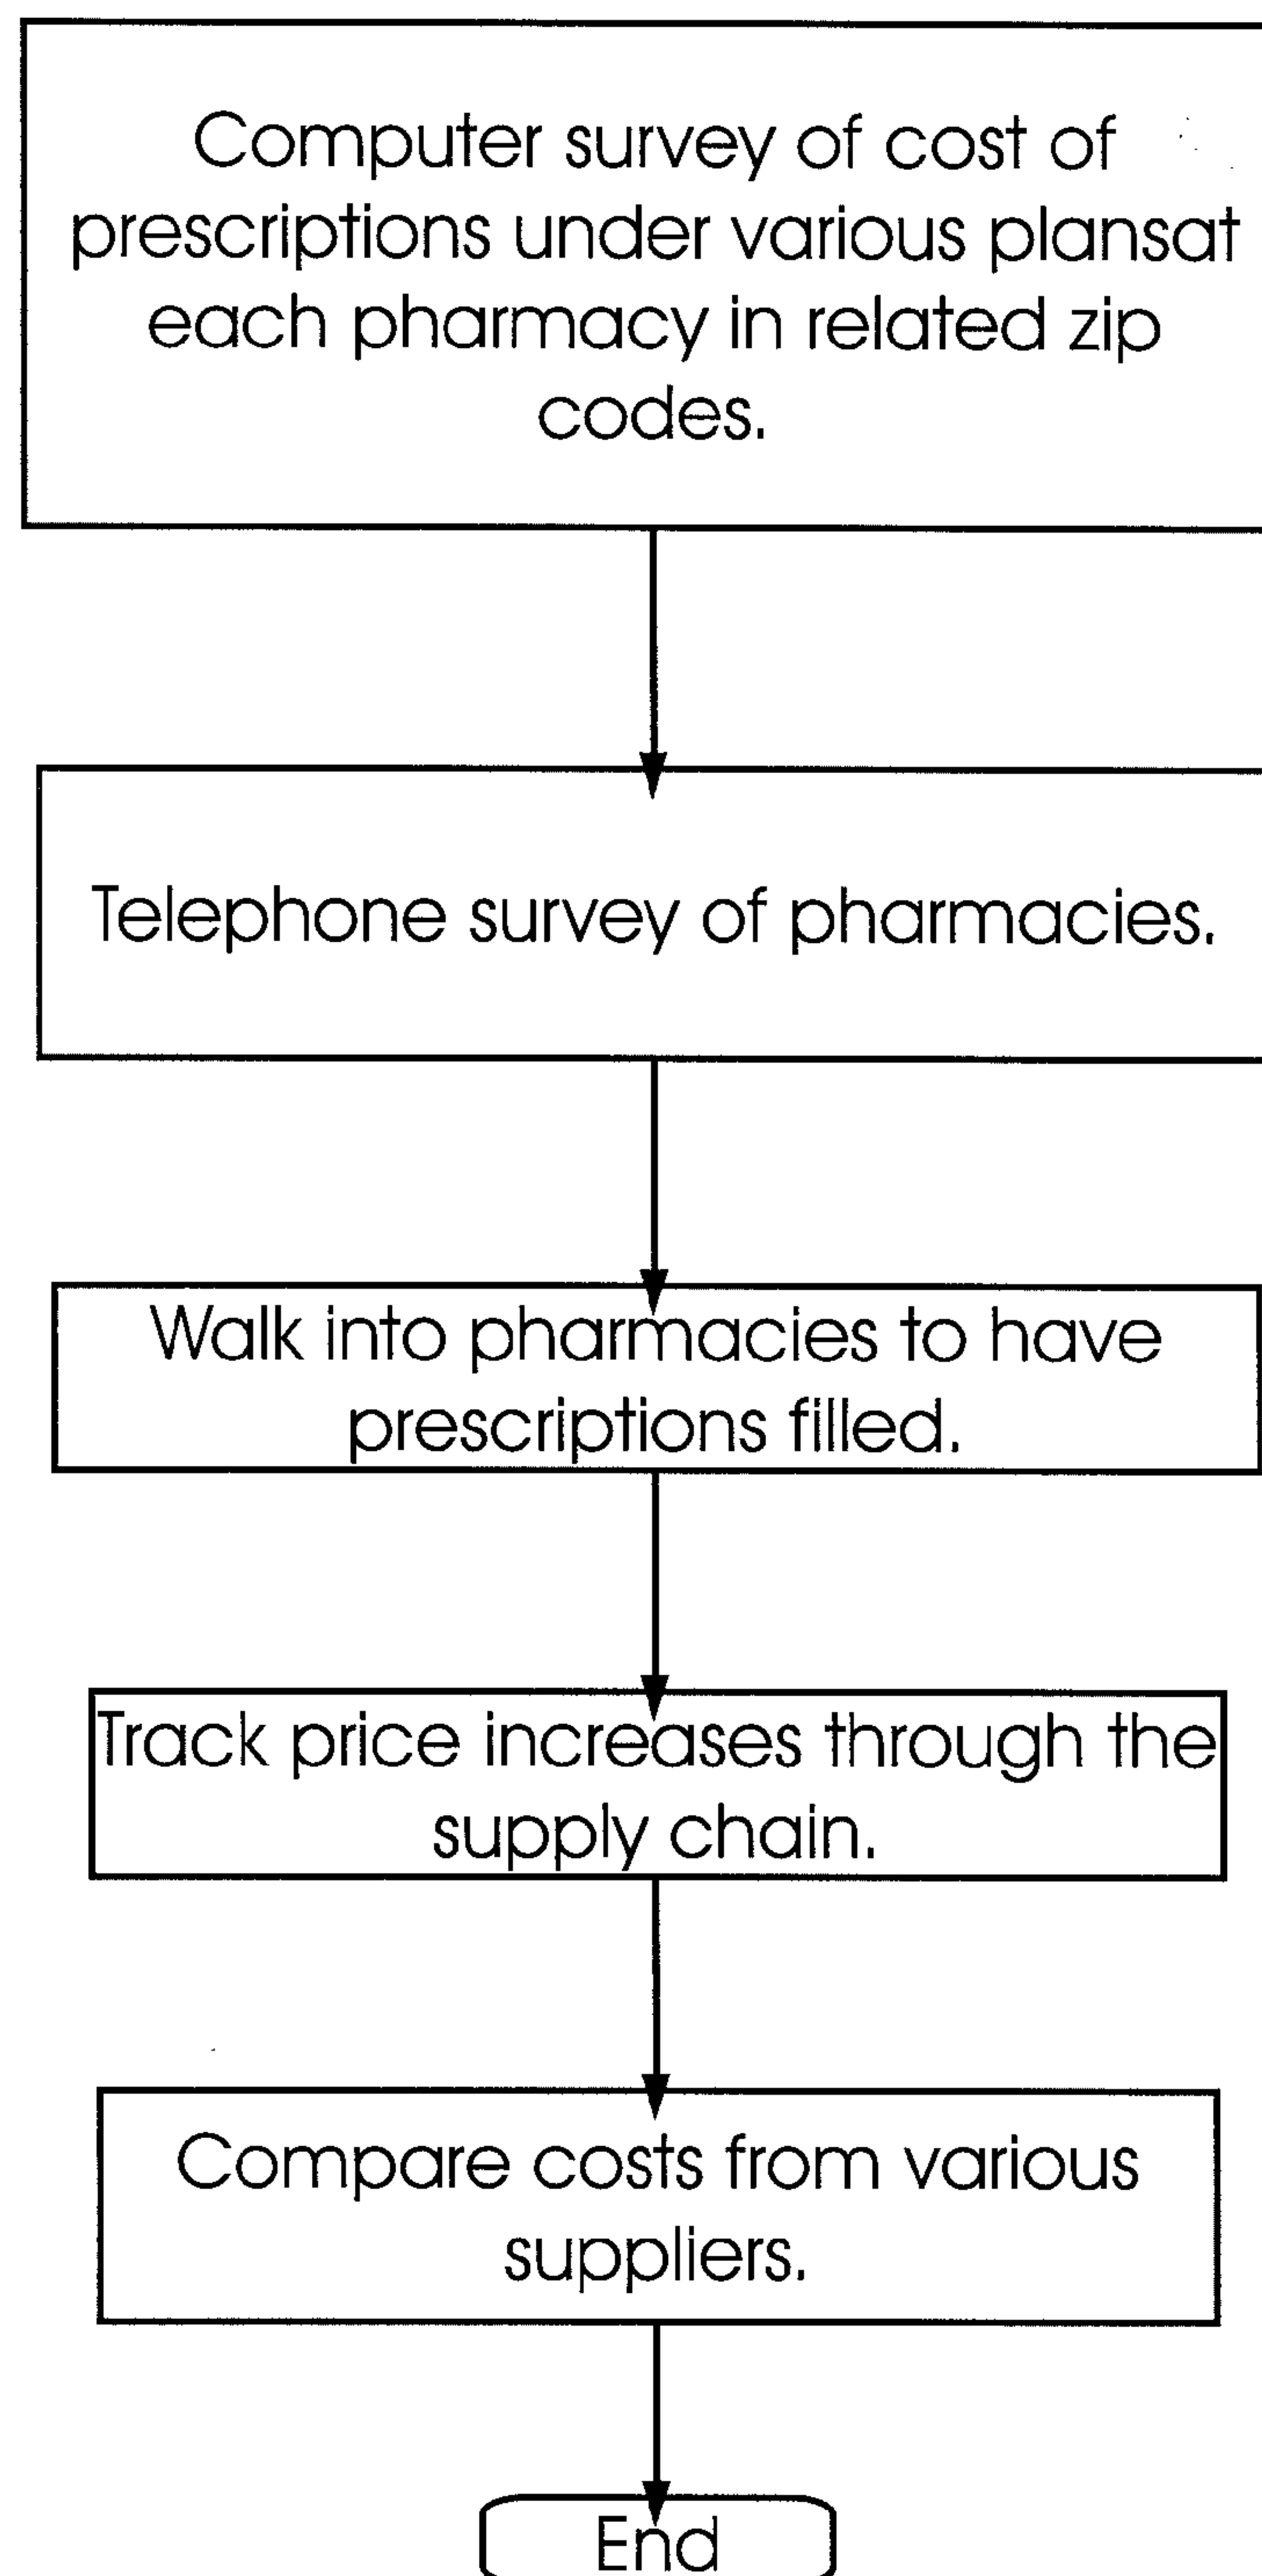 Computer survey of cost of
prescriptions under various plansat
each pharmacy in related zip
codes.
Telephone survey of pharmacies.
Walk into pharmacies to have
prescriptions filled.
Track price increases through the
supply chain.
Compare costs from various
suppliers.
End